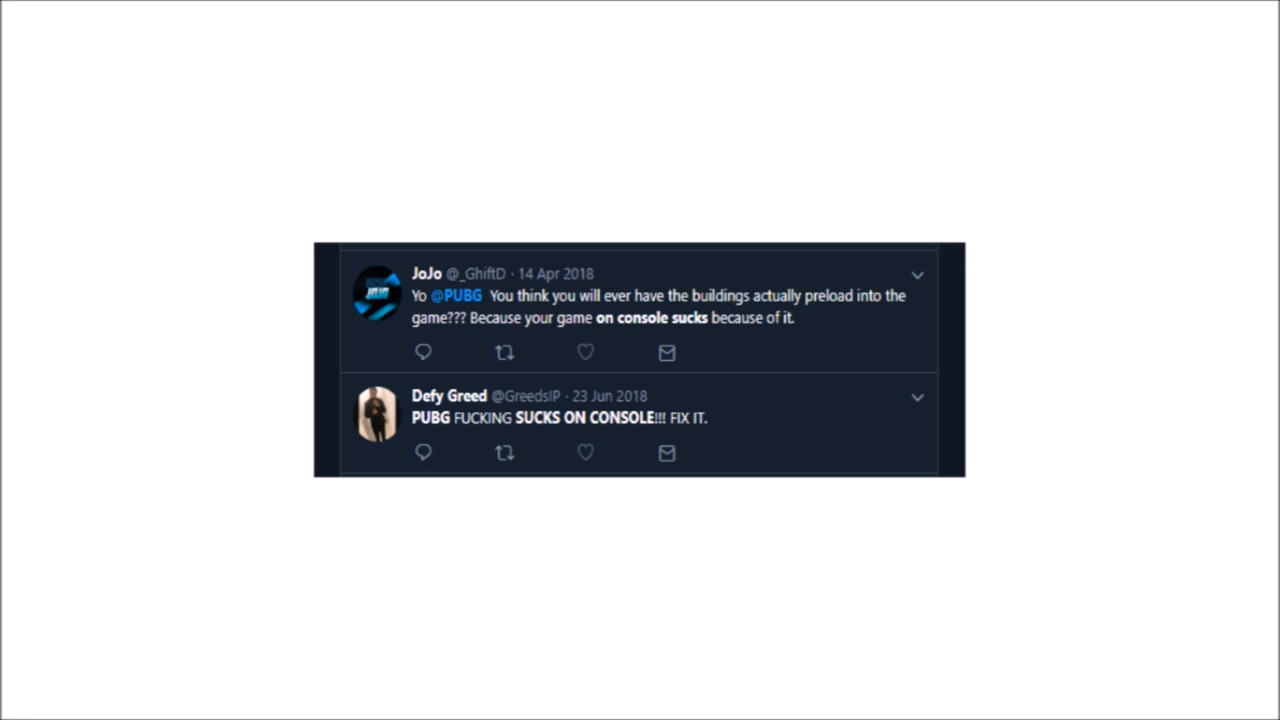 JoJo @_GhiftD · 14 Apr 2018
Yo @PUBG You think you will ever have the buildings actually preload into the
game??? Because your game on console sucks because of it.
Defy Greed @GreedsIP · 23 Jun 2018
PUBG FUCKING SUCKS ON CONSOLE!!! FIX IT.